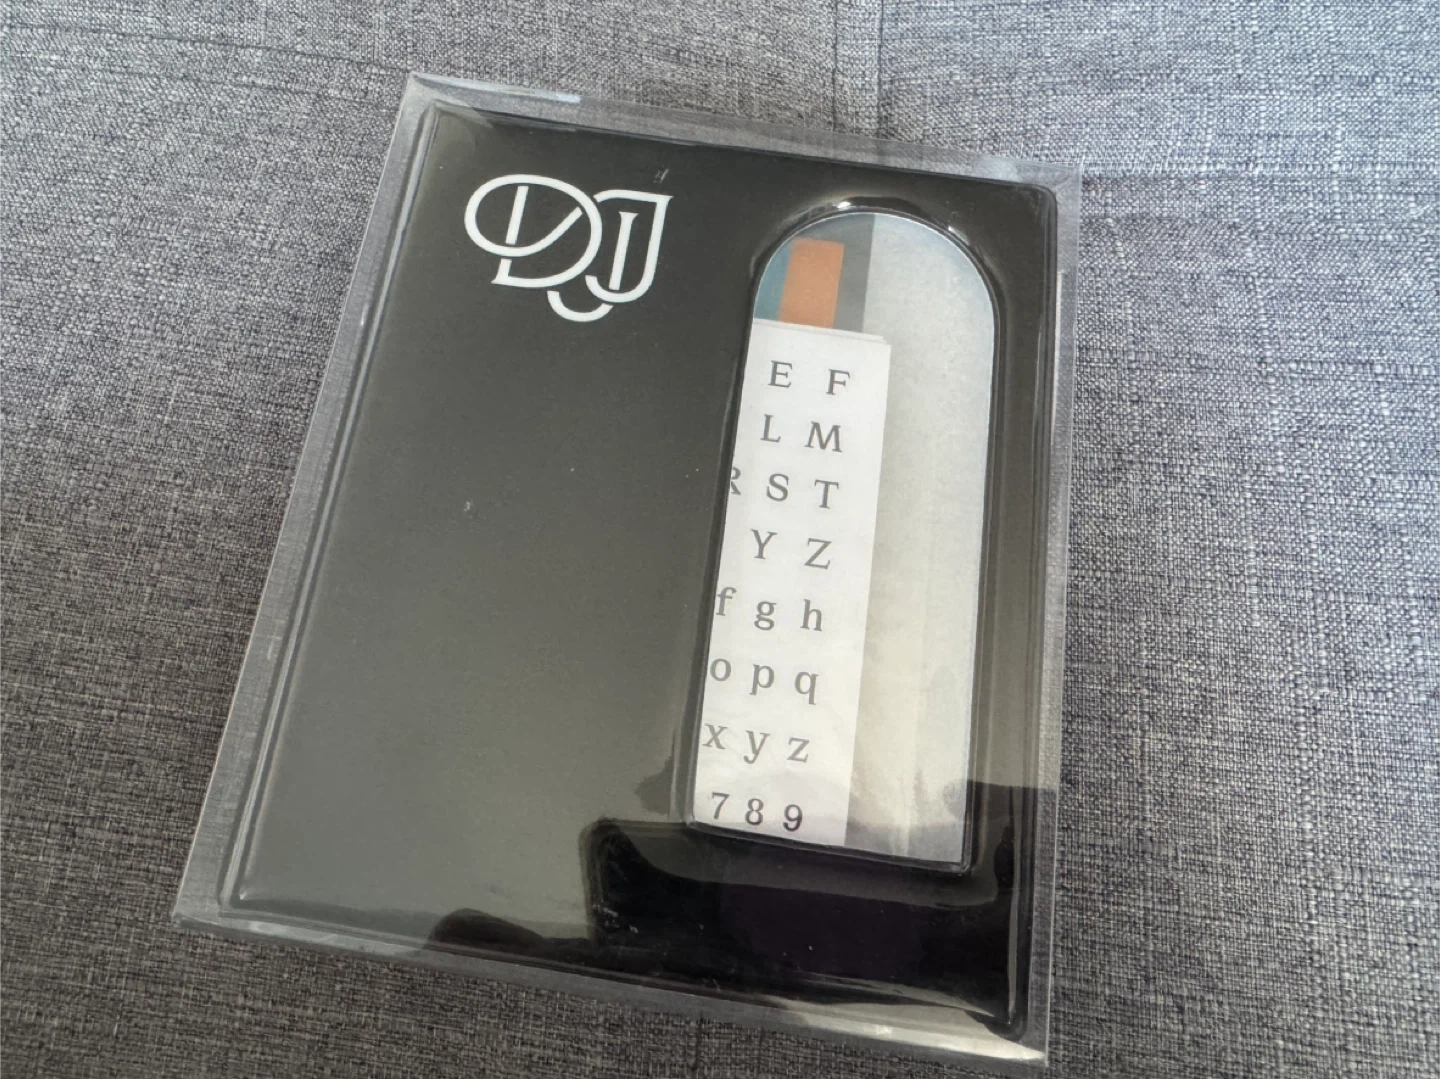 DJ
E F
L M
R S T
Y Z
f g h
o p q
x y z
7 8 9